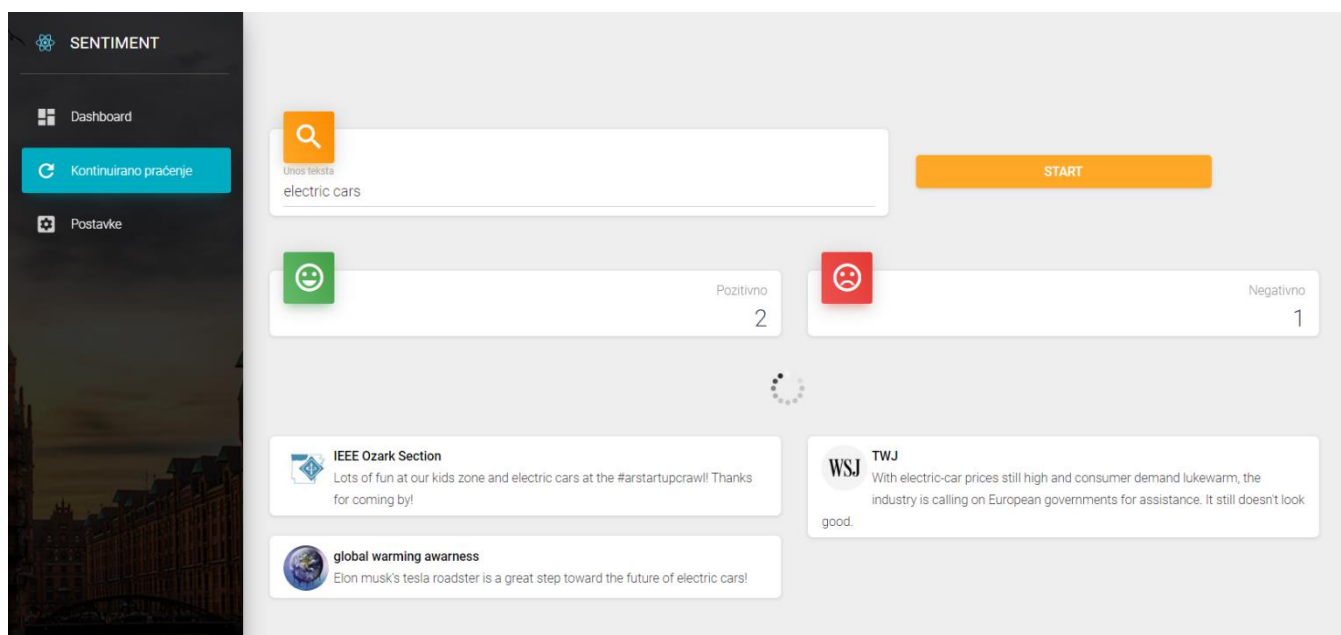 SENTIMENT
Dashboard
Kontinuirano praćenje
Postavke
Unos teksta
electric cars
START
Pozitivno
2
Negativno
1
IEEE Ozark Section
Lots of fun at our kids zone and electric cars at the #arstartupcrawl! Thanks
for coming by!
global warming awarness
Elon musk's tesla roadster is a great step toward the future of electric cars!
WSJ
TWJ
With electric-car prices still high and consumer demand lukewarm, the
industry is calling on European governments for assistance. It still doesn't look
good.